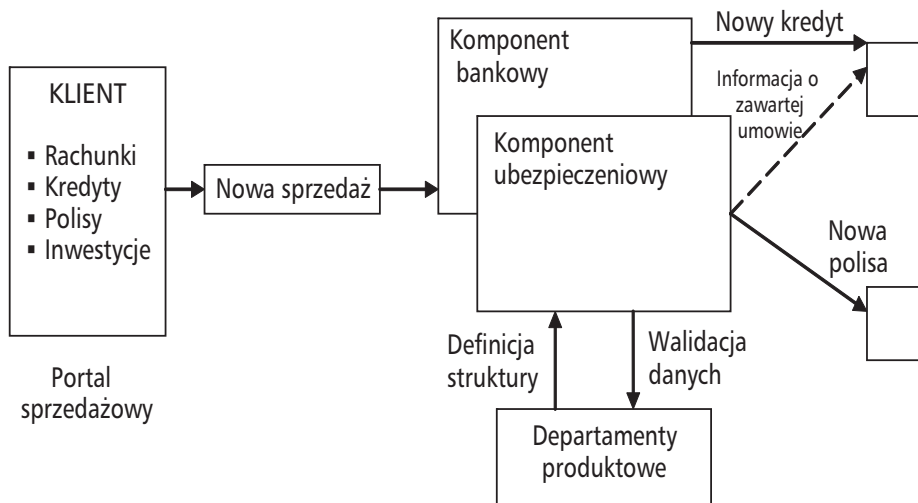 KLIENT
▪ Rachunki
▪ Kredyty
▪ Polisy
▪ Inwestycje
Portal
sprzedażowy
Nowa sprzedaż
Komponent
bankowy
Komponent
ubezpieczeniowy
Nowy kredyt
Informacja o
zawartej
umowie
Nowa
polisa
Definicja
struktury
Walidacja
danych
Departamenty
produktowe